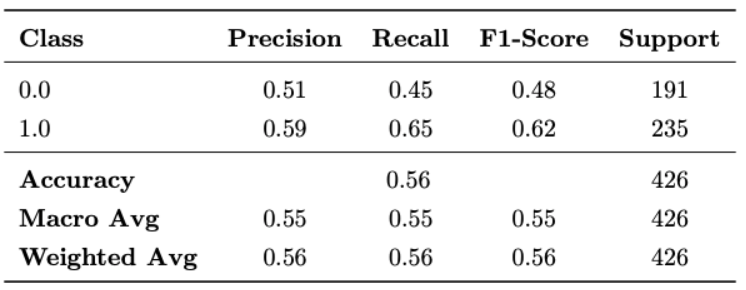 Class Precision Recall F1-Score Support
0.0 0.51 0.45 0.48 191
1.0 0.59 0.65 0.62 235
Accuracy 0.56 426
Macro Avg 0.55 0.55 0.55 426
Weighted Avg 0.56 0.56 0.56 426